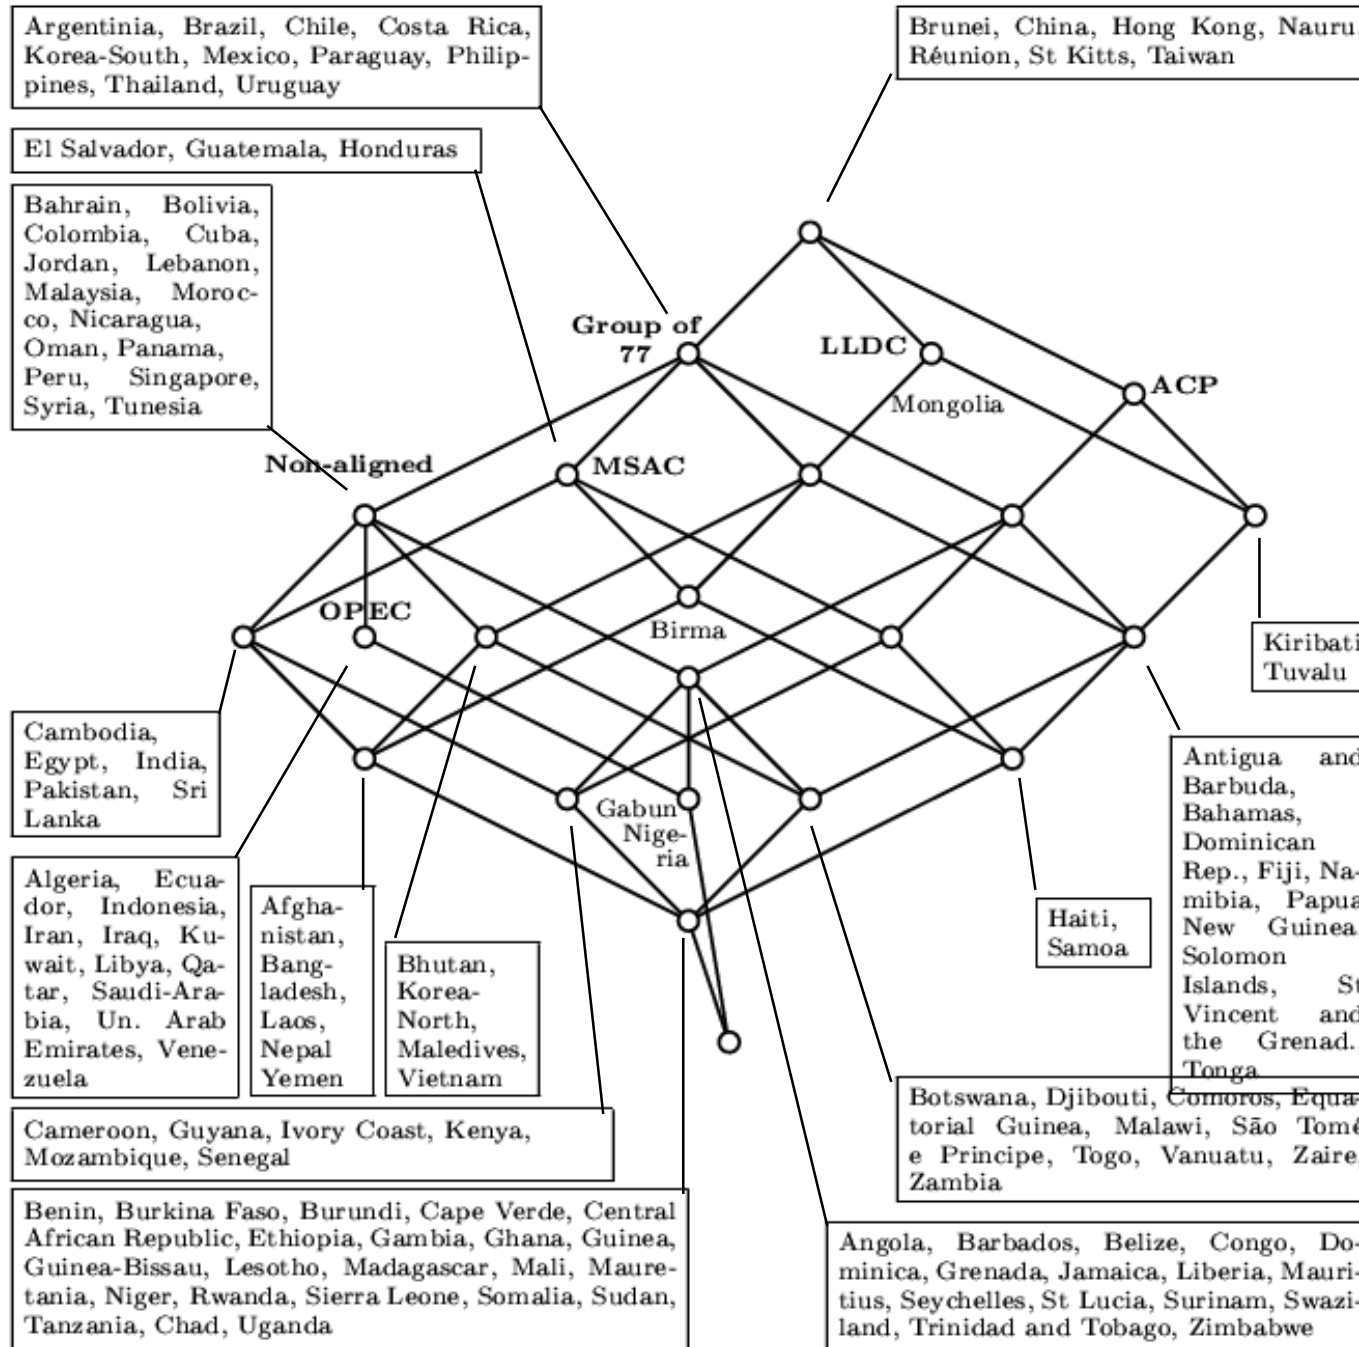 Argentinia, Brazil, Chile, Costa Rica,
Korea-South, Mexico, Paraguay, Philip-
pines, Thailand, Uruguay
Brunei, China, Hong Kong, Nauru,
Réunion, St Kitts, Taiwan
El Salvador, Guatemala, Honduras
Bahrain, Bolivia,
Colombia, Cuba,
Jordan, Lebanon,
Malaysia, Moroc-
co, Nicaragua,
Oman, Panama,
Peru, Singapore,
Syria, Tunesia
Group of
77
LLDC
ACP
Mongolia
Non-aligned
MSAC
OPEC
Birma
Kiribati
Tuvalu
Cambodia,
Egypt, India,
Pakistan, Sri
Lanka
Gabun
Nige-
ria
Antigua and
Barbuda,
Bahamas,
Dominican
Rep., Fiji, Na-
mibia, Papua
New Guinea,
Solomon
Islands, St
Vincent and
the Grenad.,
Tonga
Algeria, Ecua-
dor, Indonesia,
Iran, Iraq, Ku-
wait, Libya, Qa-
tar, Saudi-Ara-
bia, Un. Arab
Emirates, Vene-
zuela
Afgha-
nistan,
Bang-
ladesh,
Laos,
Nepal
Yemen
Bhutan,
Korea-
North,
Maledives,
Vietnam
Haiti,
Samoa
Botswana, Djibouti, Comoros, Equa-
torial Guinea, Malawi, São Tomé
e Principe, Togo, Vanuatu, Zaire,
Zambia
Cameroon, Guyana, Ivory Coast, Kenya,
Mozambique, Senegal
Benin, Burkina Faso, Burundi, Cape Verde, Central
African Republic, Ethiopia, Gambia, Ghana, Guinea,
Guinea-Bissau, Lesotho, Madagascar, Mali, Maure-
tania, Niger, Rwanda, Sierra Leone, Somalia, Sudan,
Tanzania, Chad, Uganda
Angola, Barbados, Belize, Congo, Do-
minica, Grenada, Jamaica, Liberia, Mauri-
tius, Seychelles, St Lucia, Surinam, Swazi-
land, Trinidad and Tobago, Zimbabwe